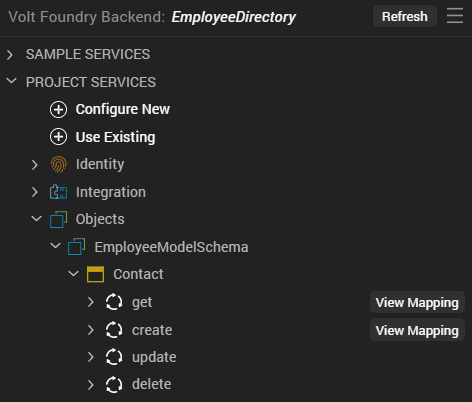 Volt Foundry Backend: EmployeeDirectory Refresh
SAMPLE SERVICES
PROJECT SERVICES
Configure New
Use Existing
Identity
Integration
Objects
EmployeeModelSchema
Contact
get View Mapping
create View Mapping
update
delete